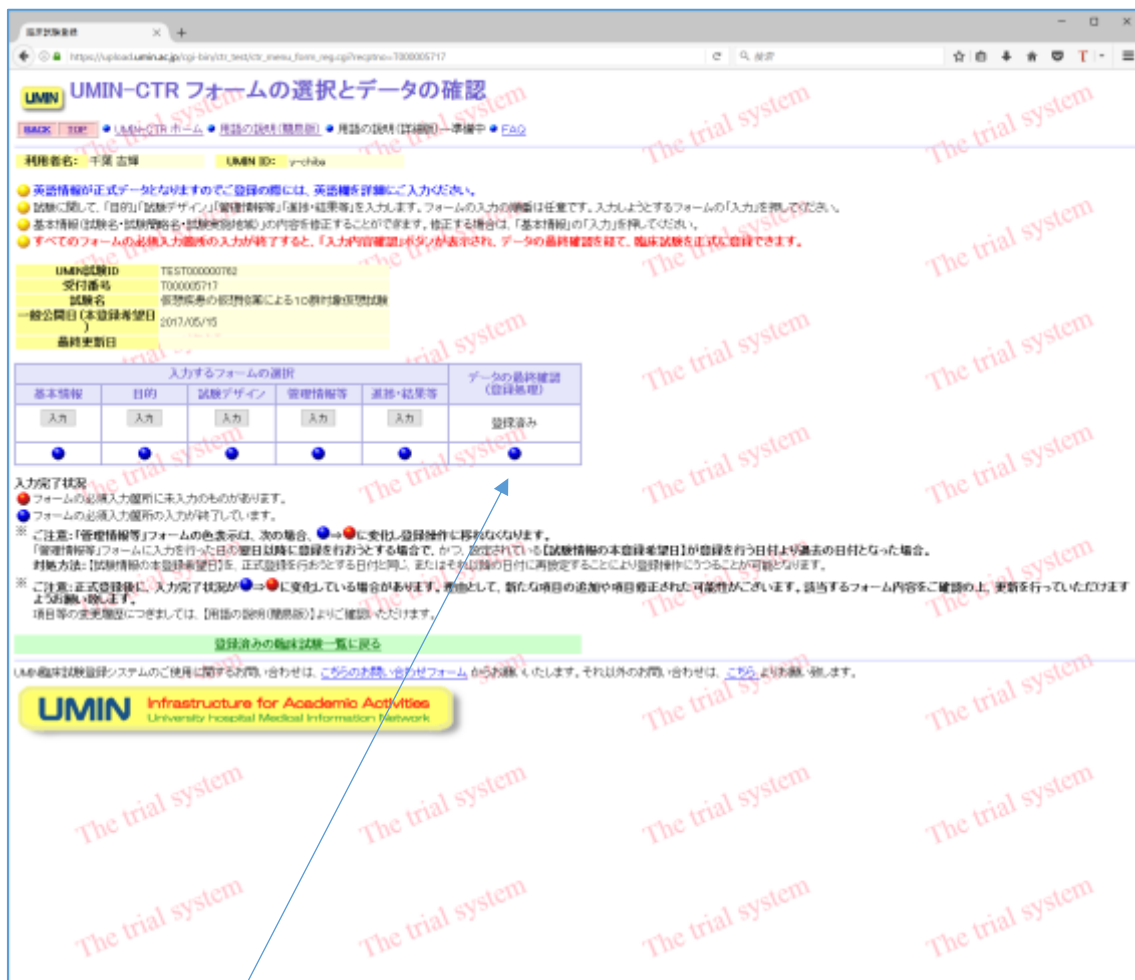 臨床試験登録
https://upload.umin.ac.jp/cgi-bin/ctr_test/ctr_menu_form_reg.cgi?recptno=T000005717
検索
UMIN UMIN-CTR フォームの選択とデータの確認
BACK TOP UMIN-CTR ホーム 用語の説明(簡易版) 用語の説明(詳細版)―準備中 FAQ
利用者名: 千葉 吉輝 UMIN ID: y-chiba
英語情報が正式データとなりますのでご登録の際には、英語欄を詳細にご入力ください。
試験に関して、「目的」「試験デザイン」「管理情報等」「進捗・結果等」を入力します。フォームの入力の順番は任意です。入力しようとするフォームの「入力」を押してください。
基本情報(試験名・試験簡略名・試験実施地域)の内容を修正することができます。修正する場合は、「基本情報」の「入力」を押してください。
すべてのフォームの必須入力箇所の入力が終了すると、「入力内容確認」ボタンが表示され、データの最終確認を経て、臨床試験を正式に登録できます。
UMIN試験ID TEST000000762
受付番号 T000005717
試験名 仮想疾患の仮想投薬による10群対象仮想試験
一般公開日(本登録希望日) 2017/05/15
最終更新日
入力するフォームの選択 データの最終確認
(登録処理)
基本情報 目的 試験デザイン 管理情報等 進捗・結果等
入力 入力 入力 入力 入力 登録済み
入力完了状況
フォームの必須入力箇所に未入力のものがあります。
フォームの必須入力箇所の入力が終了しています。
※ ご注意:「管理情報等」フォームの色表示は、次の場合、⇒に変化し登録操作に移れなくなります。
「管理情報等」フォームに入力を行った日の翌日以降に登録を行おうとする場合で、かつ、設定されている【試験情報の本登録希望日】が登録を行う日付より過去の日付となった場合。
対処方法:【試験情報の本登録希望日】を、正式登録を行おうとする日付と同じ、またはそれ以降の日付に再設定することにより登録操作にうつることが可能となります。
※ ご注意:正式登録後に、入力完了状況が⇒に変化している場合があります。理由として、新たな項目の追加や項目修正された可能性がございます。該当するフォーム内容をご確認の上、更新を行っていただけます
ようお願い致します。
項目等の変更履歴につきましては、【用語の説明(簡易版)】よりご確認いただけます。
登録済みの臨床試験一覧に戻る
UMIN臨床試験登録システムのご使用に関するお問い合わせは、こちらのお問い合わせフォーム からお願いいたします。それ以外のお問い合わせは、こちら よりお願い致します。
UMIN Infrastructure for Academic Activities
University hospital Medical Information Network
The trial system